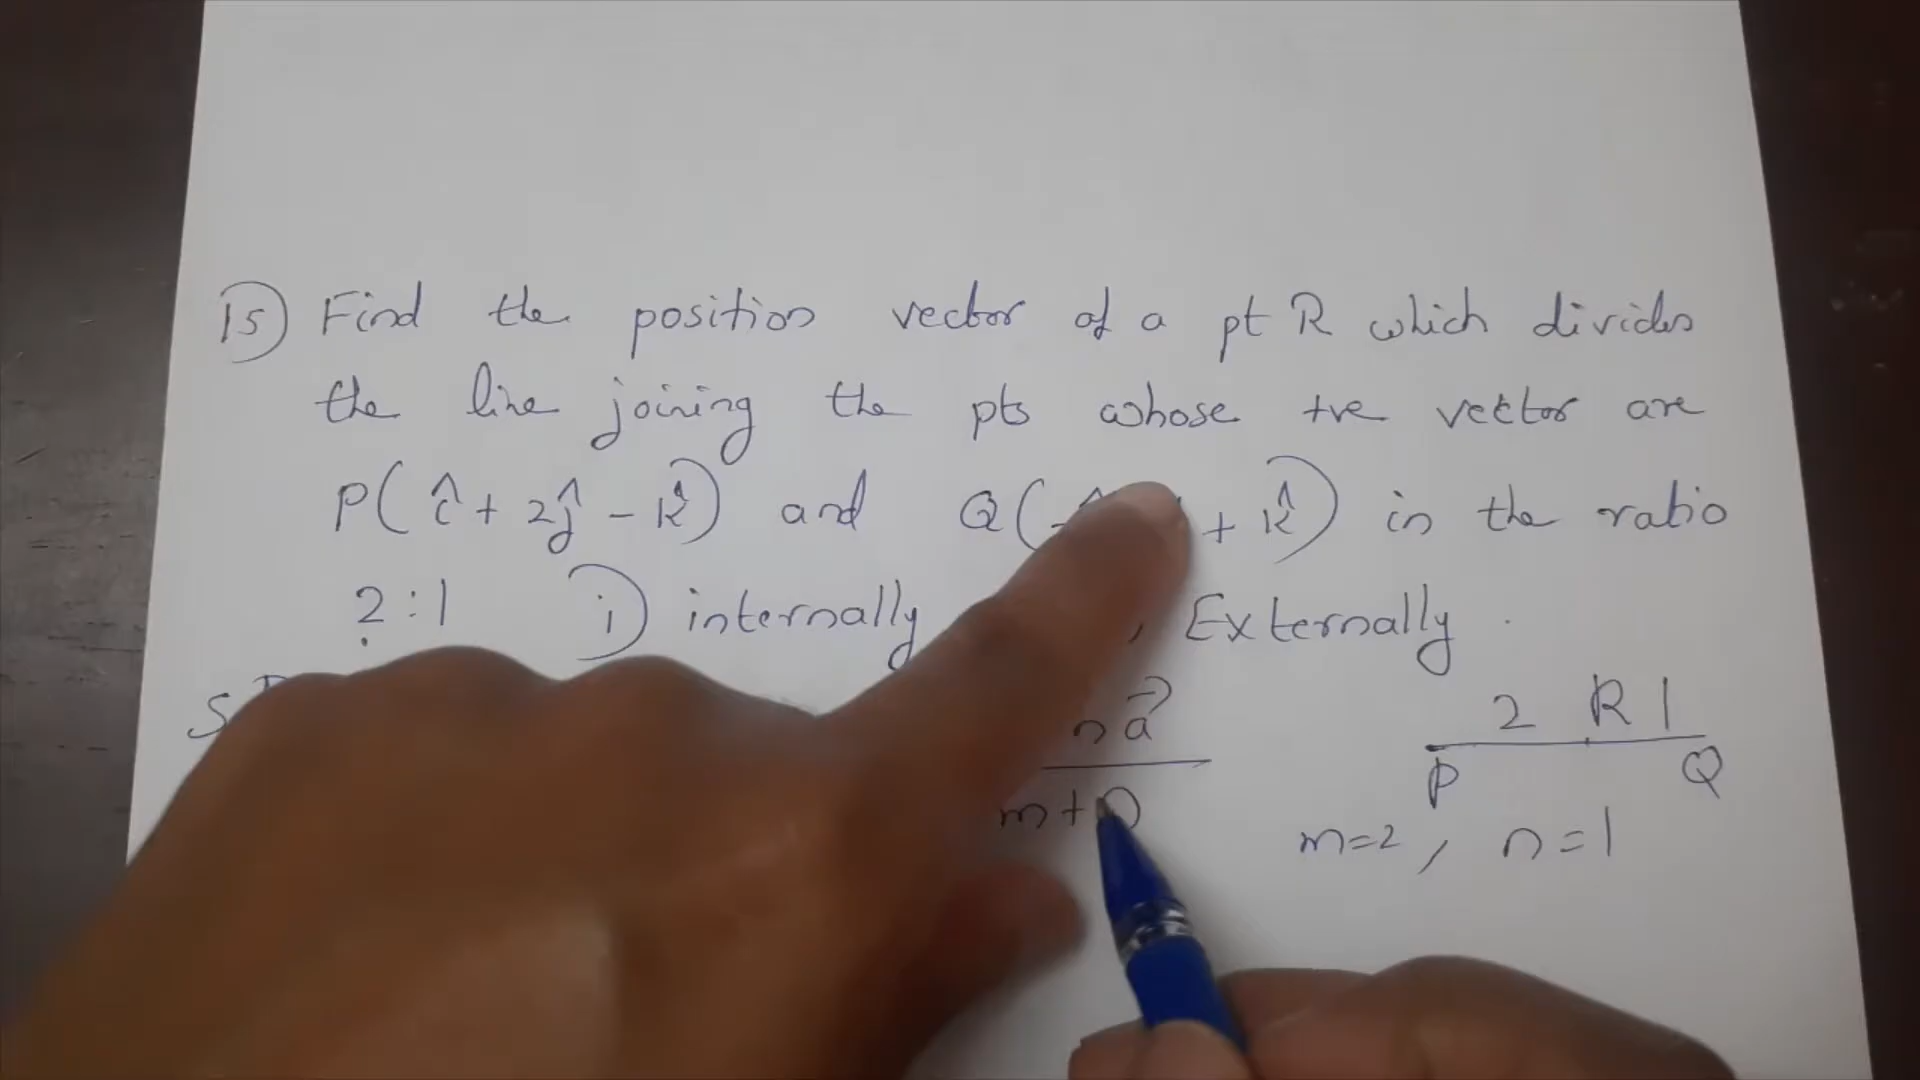 15) Find the position vector of a pt R which divides
the line joining the pts whose +ve vector are
P(î + 2ĵ - k̂) and Q( + k̂) in the ratio
2:1 i) internally , Externally.
n a⃗
m+n
2 R 1
P Q
m=2, n=1